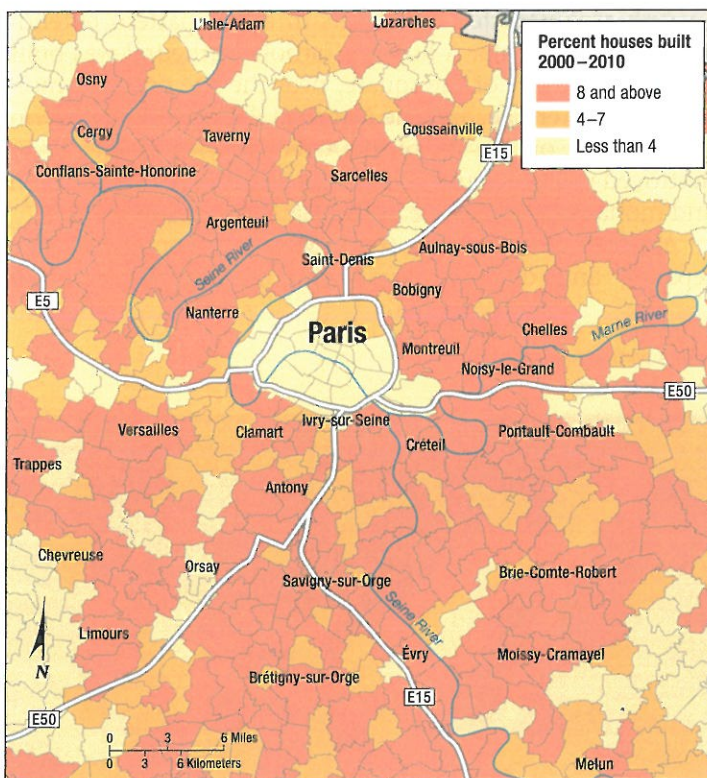 L'Isle-Adam
Luzarches
Percent houses built
2000–2010
8 and above
4–7
Less than 4
Osny
Cergy
Taverny
Goussainville
E15
Conflans-Sainte-Honorine
Sarcelles
Argenteuil
Seine River
Saint-Denis
Aulnay-sous-Bois
E5
Nanterre
Bobigny
Paris
Chelles
Marne River
Montreuil
Noisy-le-Grand
E50
Versailles
Clamart
Ivry-sur-Seine
Créteil
Pontault-Combault
Trappes
Antony
Chevreuse
Orsay
Savigny-sur-Orge
Brie-Comte-Robert
Seine River
Limours
N
Évry
Moissy-Cramayel
Brétigny-sur-Orge
E15
E50
0 3 6 Miles
0 3 6 Kilometers
Melun